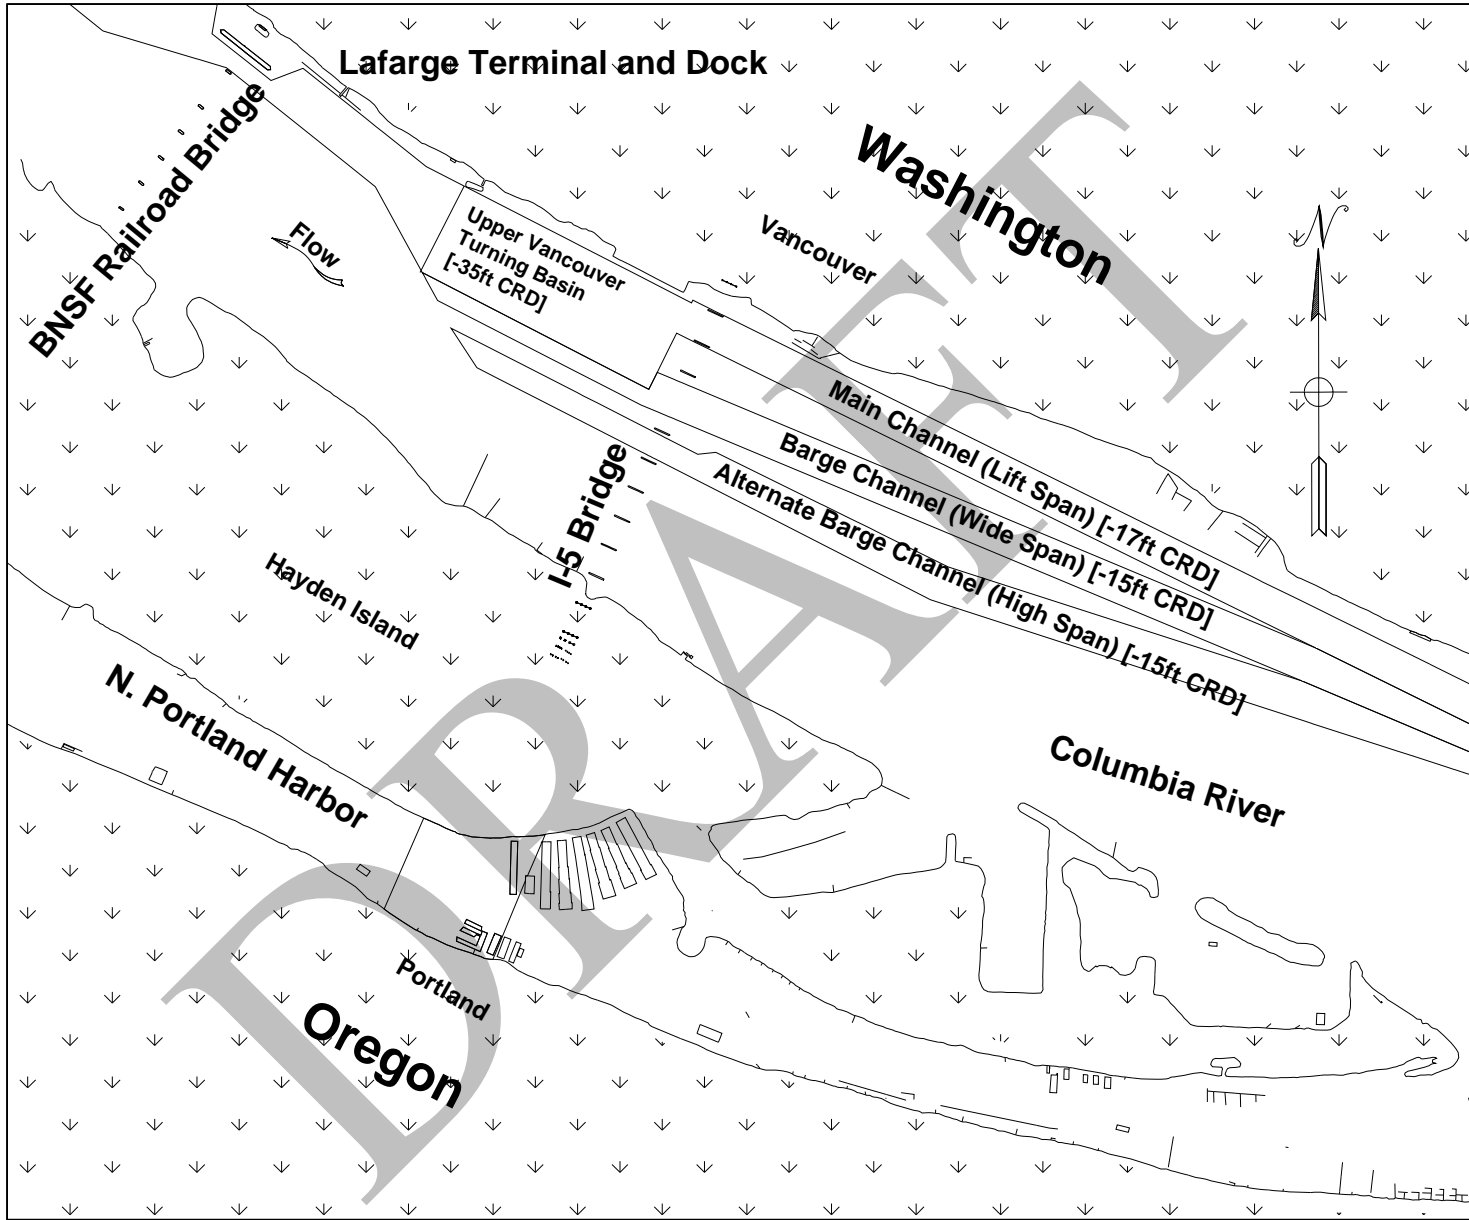 Lafarge Terminal and Dock
BNSF Railroad Bridge
Washington
Vancouver
Flow
Upper Vancouver
Turning Basin
[-35ft CRD]
N
Main Channel (Lift Span) [-17ft CRD]
Barge Channel (Wide Span) [-15ft CRD]
Alternate Barge Channel (High Span) [-15ft CRD]
I-5 Bridge
Hayden Island
N. Portland Harbor
Columbia River
Portland
Oregon
DRAFT